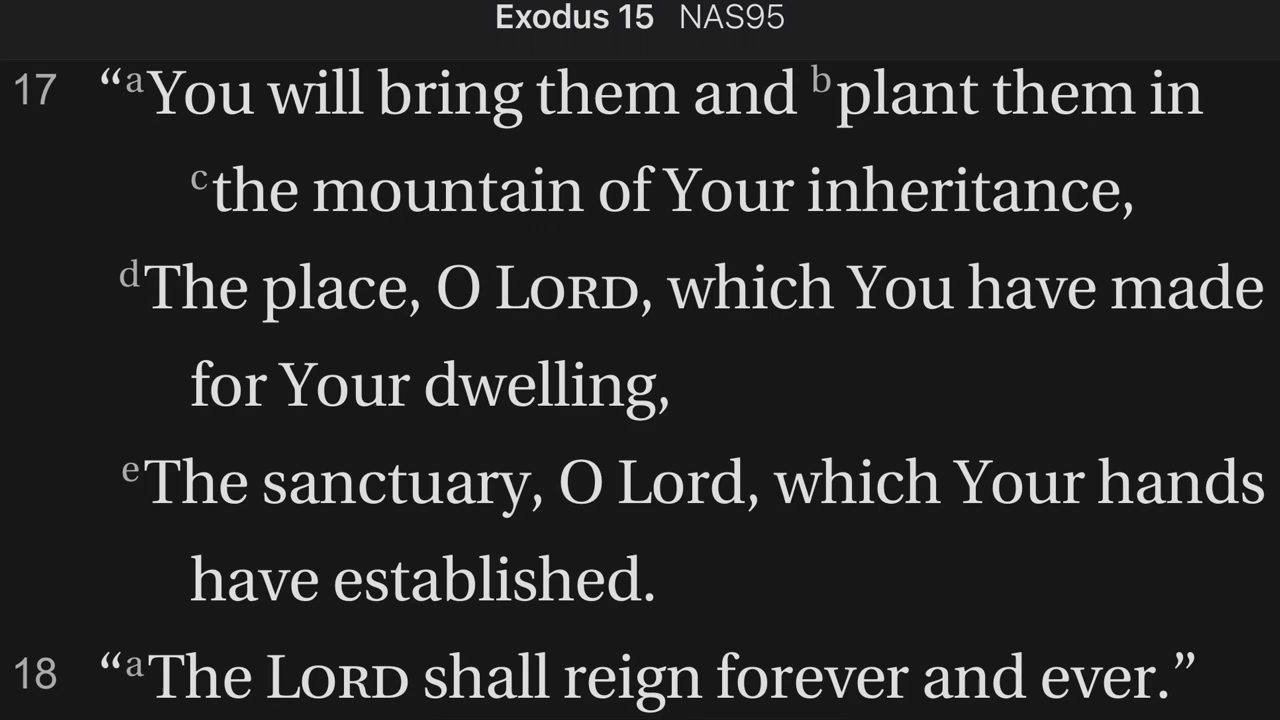 Exodus 15 NAS95
17 “aYou will bring them and bplant them in
cthe mountain of Your inheritance,
dThe place, O LORD, which You have made
for Your dwelling,
eThe sanctuary, O Lord, which Your hands
have established.
18 “aThe LORD shall reign forever and ever.”